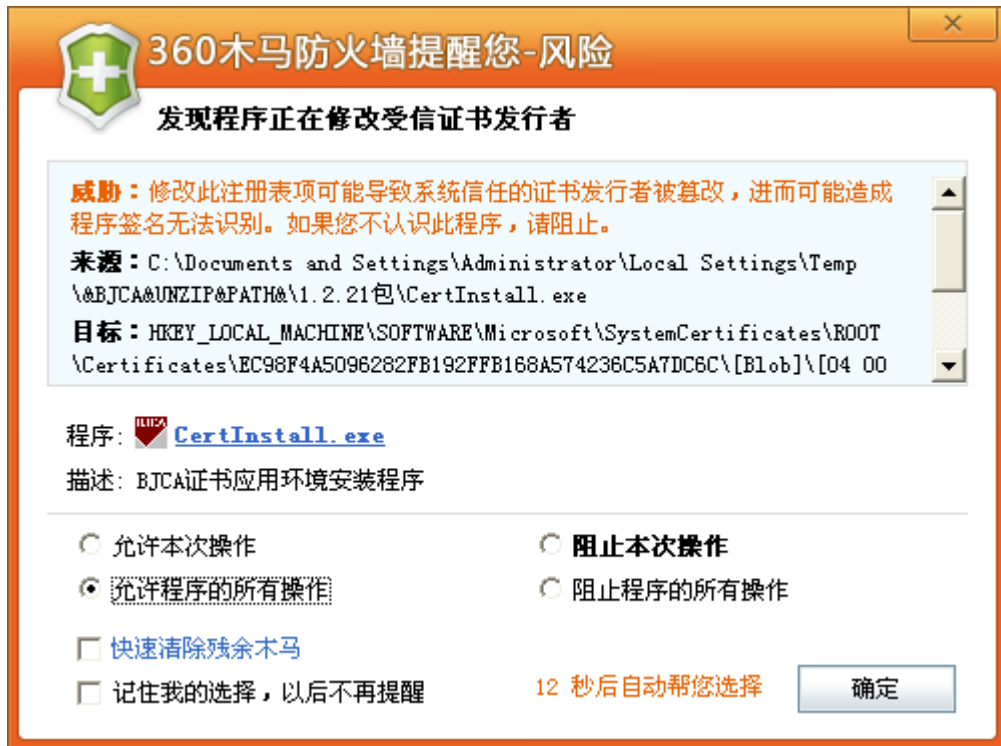 360木马防火墙提醒您-风险
发现程序正在修改受信证书发行者
威胁：修改此注册表项可能导致系统信任的证书发行者被篡改，进而可能造成
程序签名无法识别。如果您不认识此程序，请阻止。
来源：C:\Documents and Settings\Administrator\Local Settings\Temp
\&BJCA&UNZIP&PATH&\1.2.21包\CertInstall.exe
目标：HKEY_LOCAL_MACHINE\SOFTWARE\Microsoft\SystemCertificates\ROOT
\Certificates\EC98F4A5096282FB192FFB168A574236C5A7DC6C\[Blob]\[04 00
程序: CertInstall.exe
描述: BJCA证书应用环境安装程序
允许本次操作
阻止本次操作
允许程序的所有操作
阻止程序的所有操作
快速清除残余木马
记住我的选择，以后不再提醒
12 秒后自动帮您选择
确定